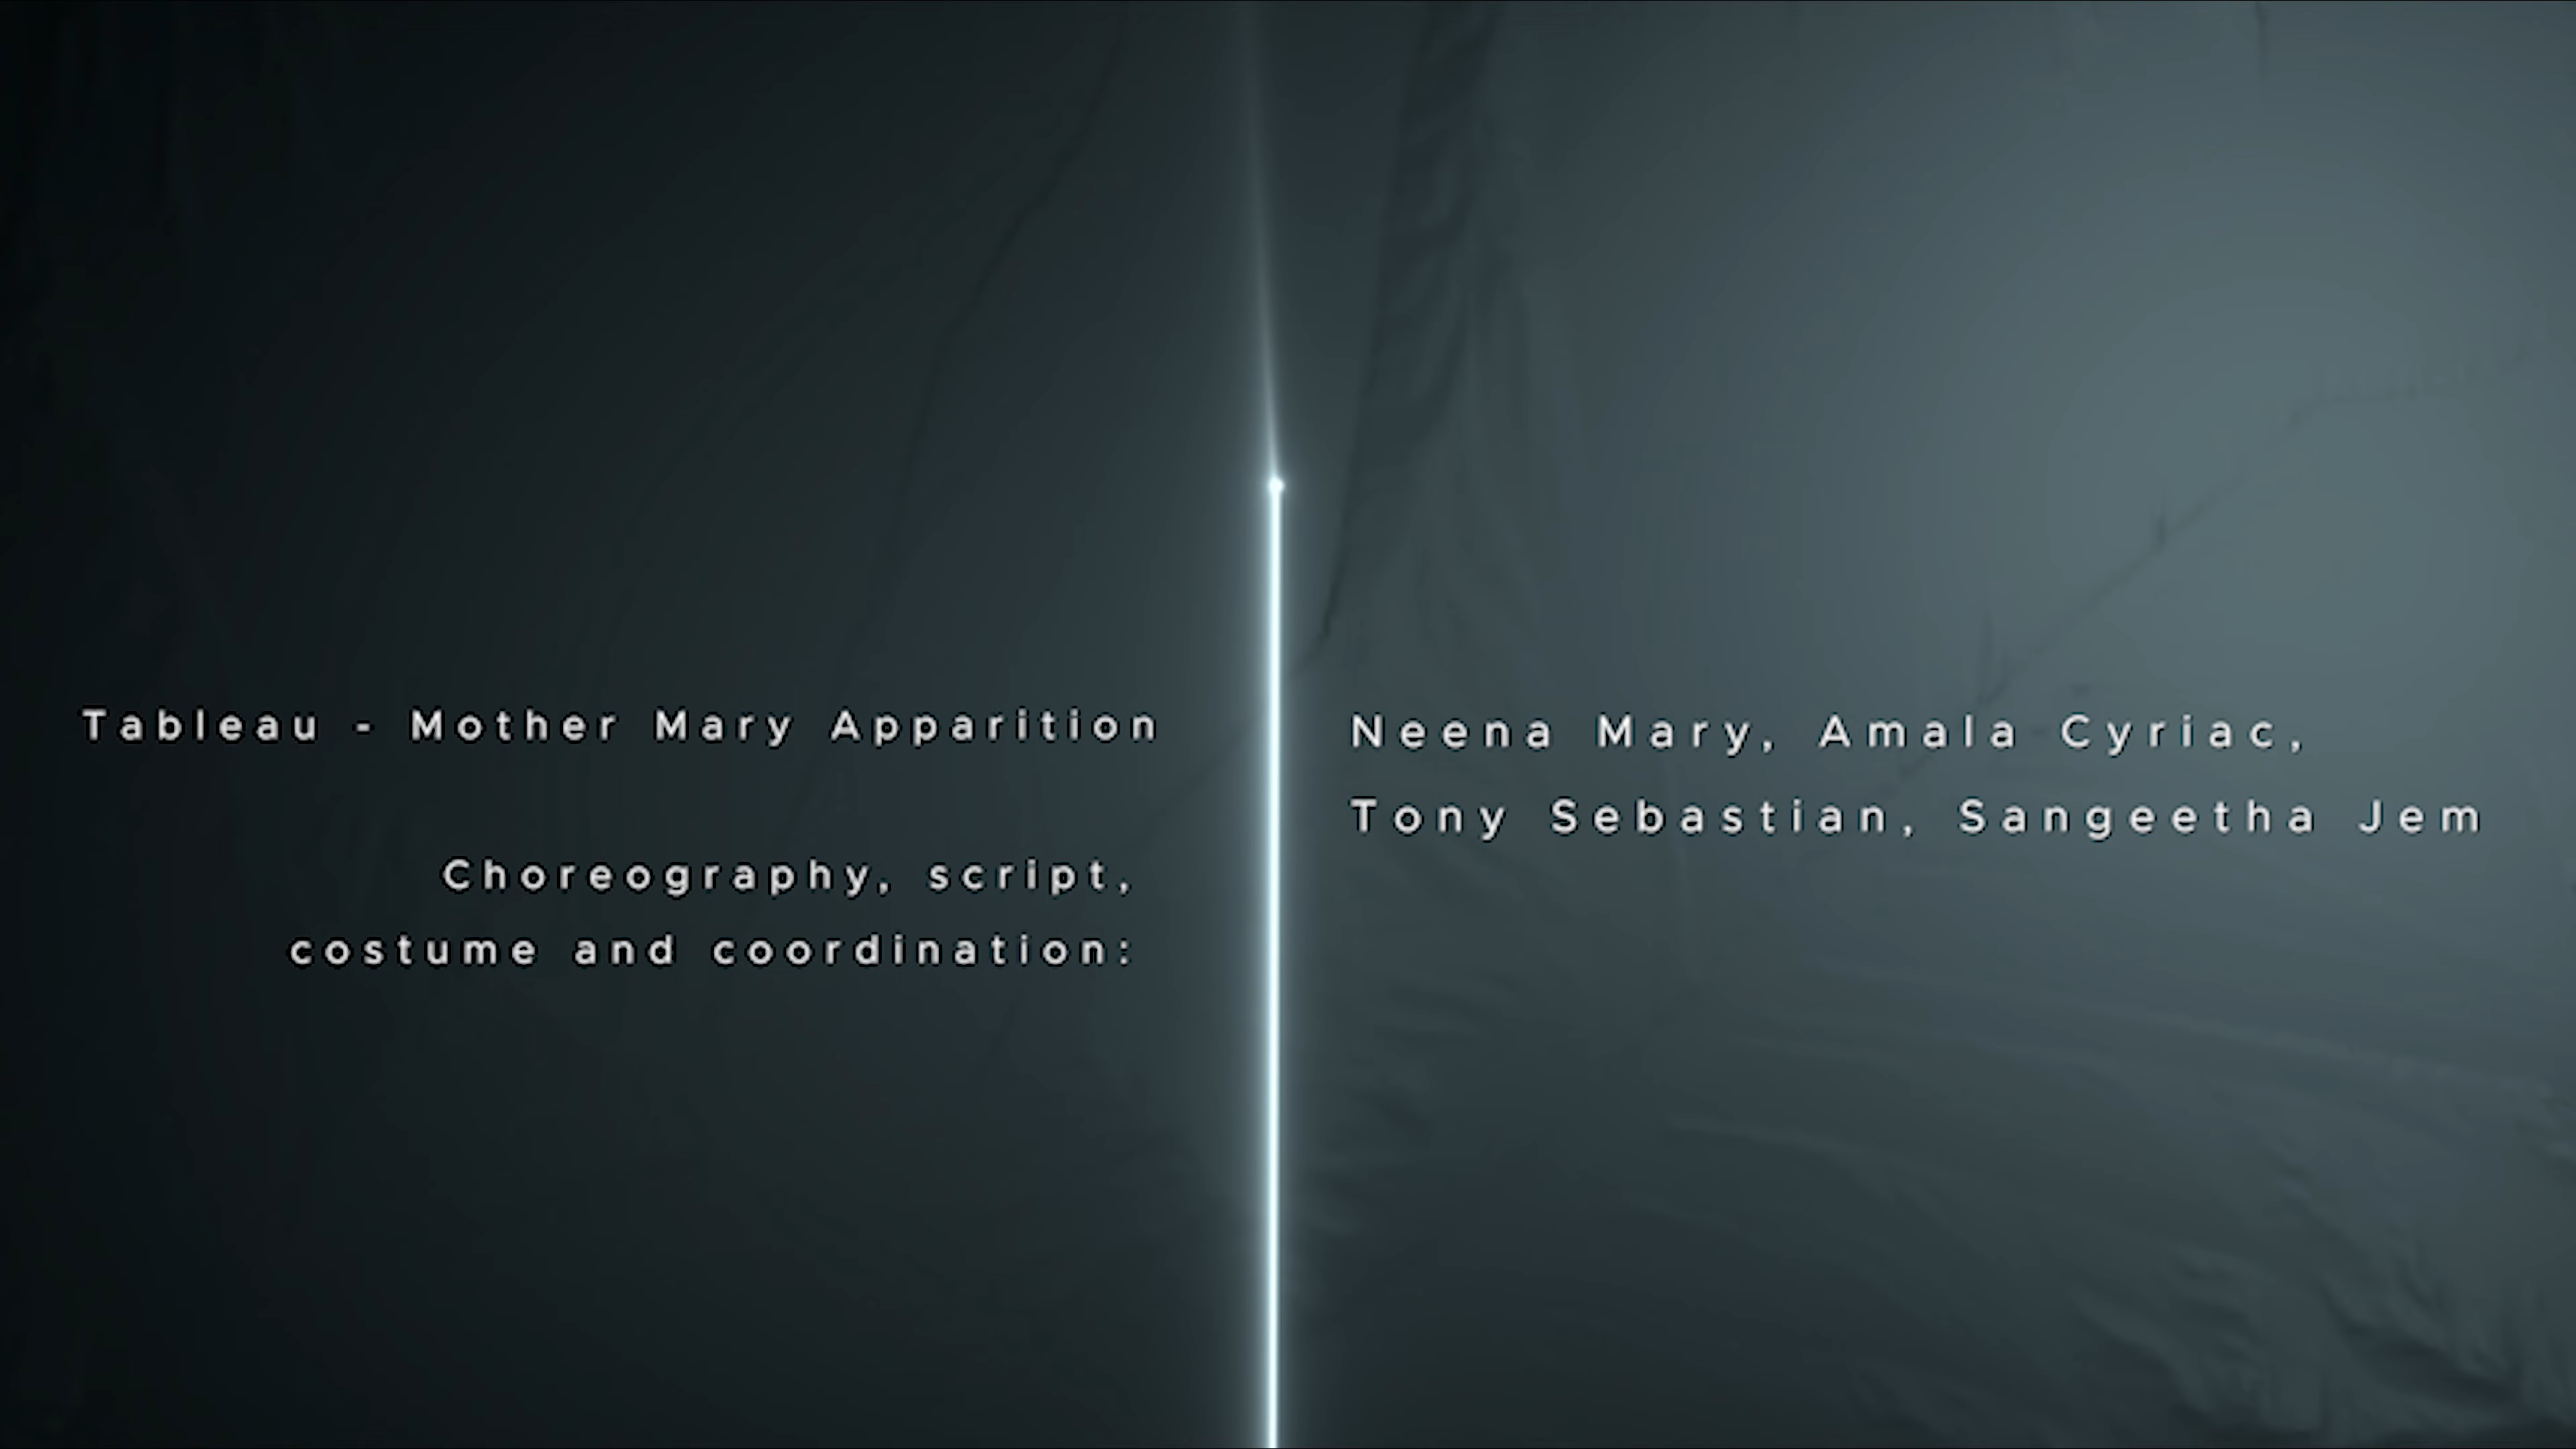 Tableau - Mother Mary Apparition
Choreography, script,
costume and coordination:
Neena Mary, Amala Cyriac,
Tony Sebastian, Sangeetha Jem